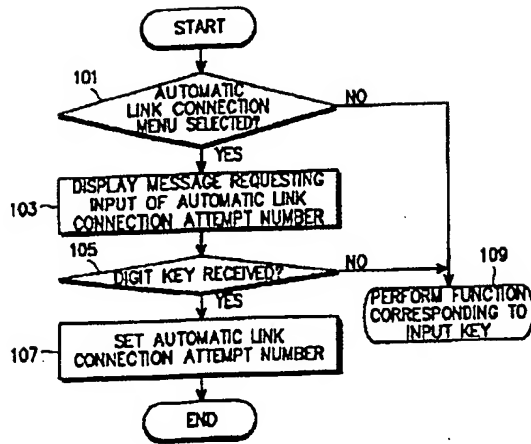 START
101
AUTOMATIC
LINK CONNECTION
MENU SELECTED?
NO
YES
DISPLAY MESSAGE REQUESTING
INPUT OF AUTOMATIC LINK
CONNECTION ATTEMPT NUMBER
103
105
DIGIT KEY RECEIVED?
NO
YES
109
PERFORM FUNCTION
CORRESPONDING TO
INPUT KEY
SET AUTOMATIC LINK
CONNECTION ATTEMPT NUMBER
107
END